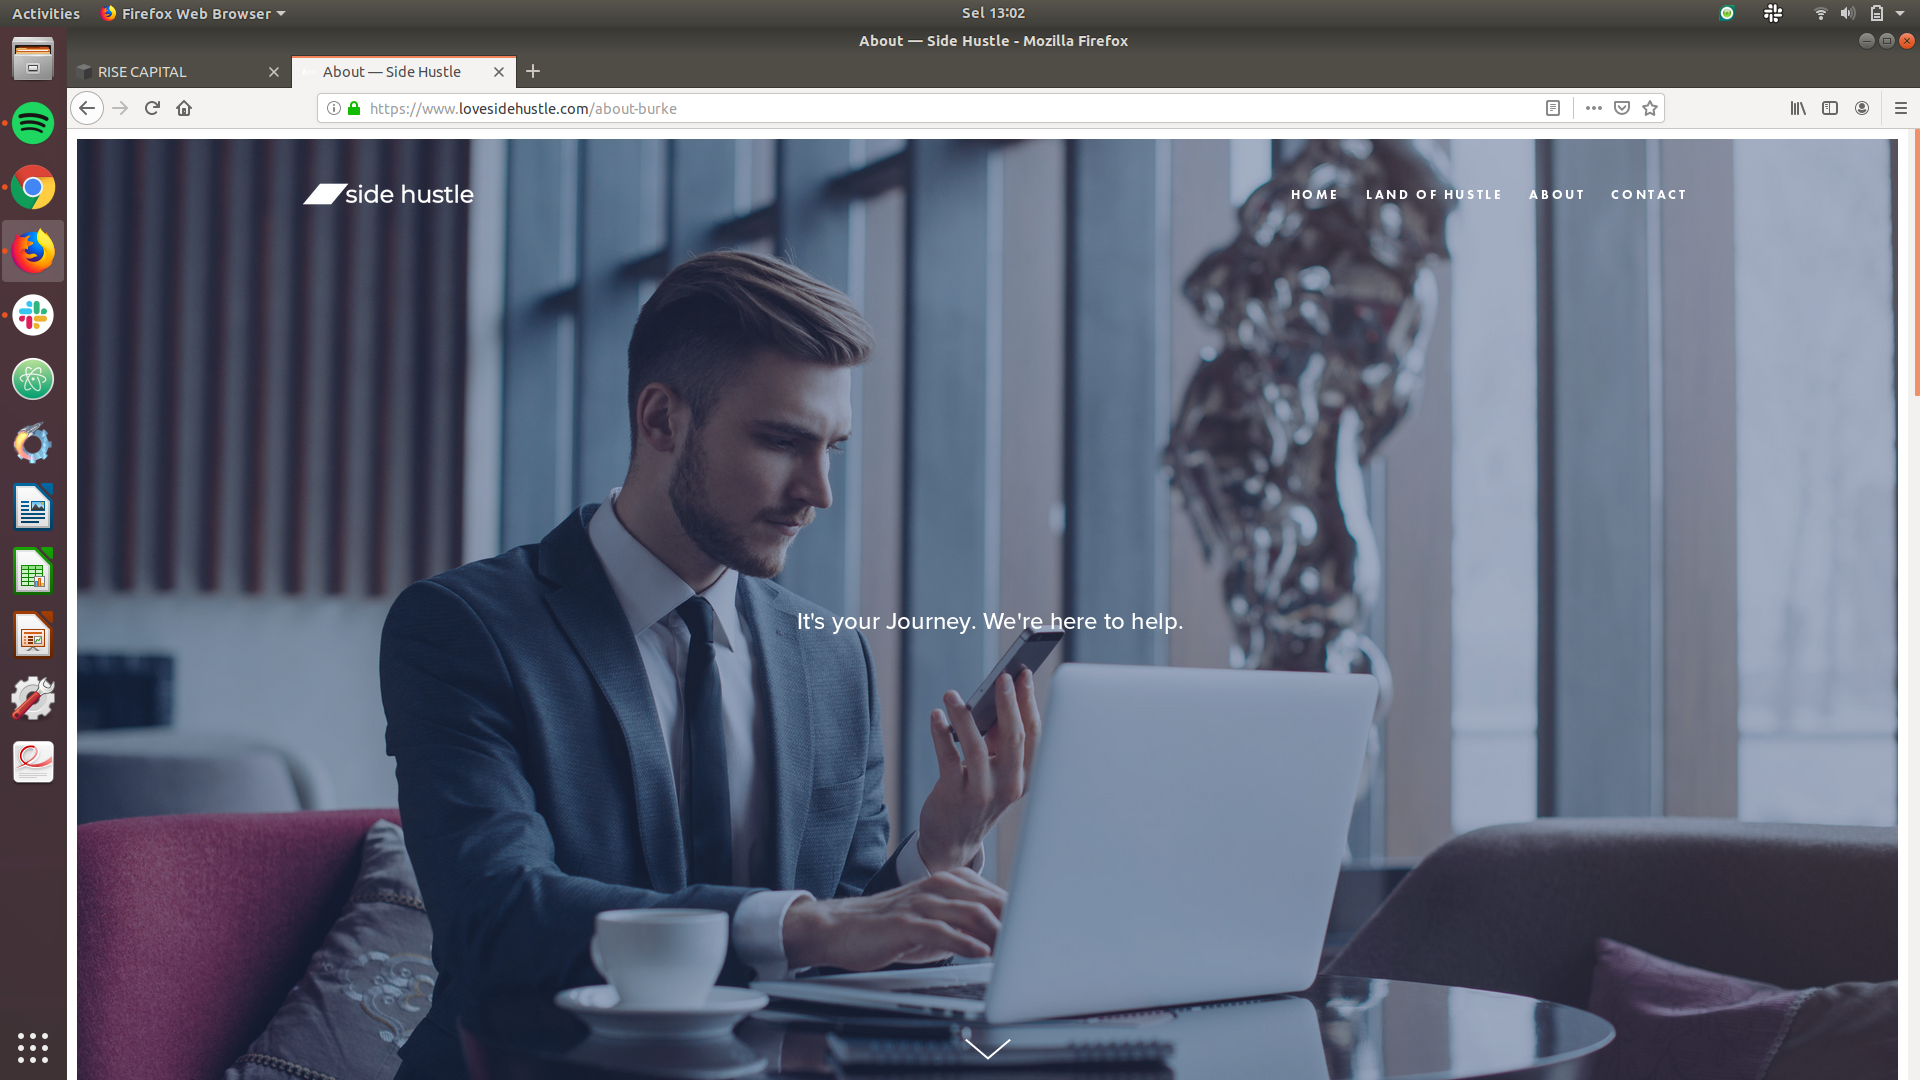 Activities
Firefox Web Browser
Sel 13:02
About — Side Hustle - Mozilla Firefox
RISE CAPITAL
About — Side Hustle
https://www.lovesidehustle.com/about-burke
side hustle
HOME
LAND OF HUSTLE
ABOUT
CONTACT
It's your Journey. We're here to help.